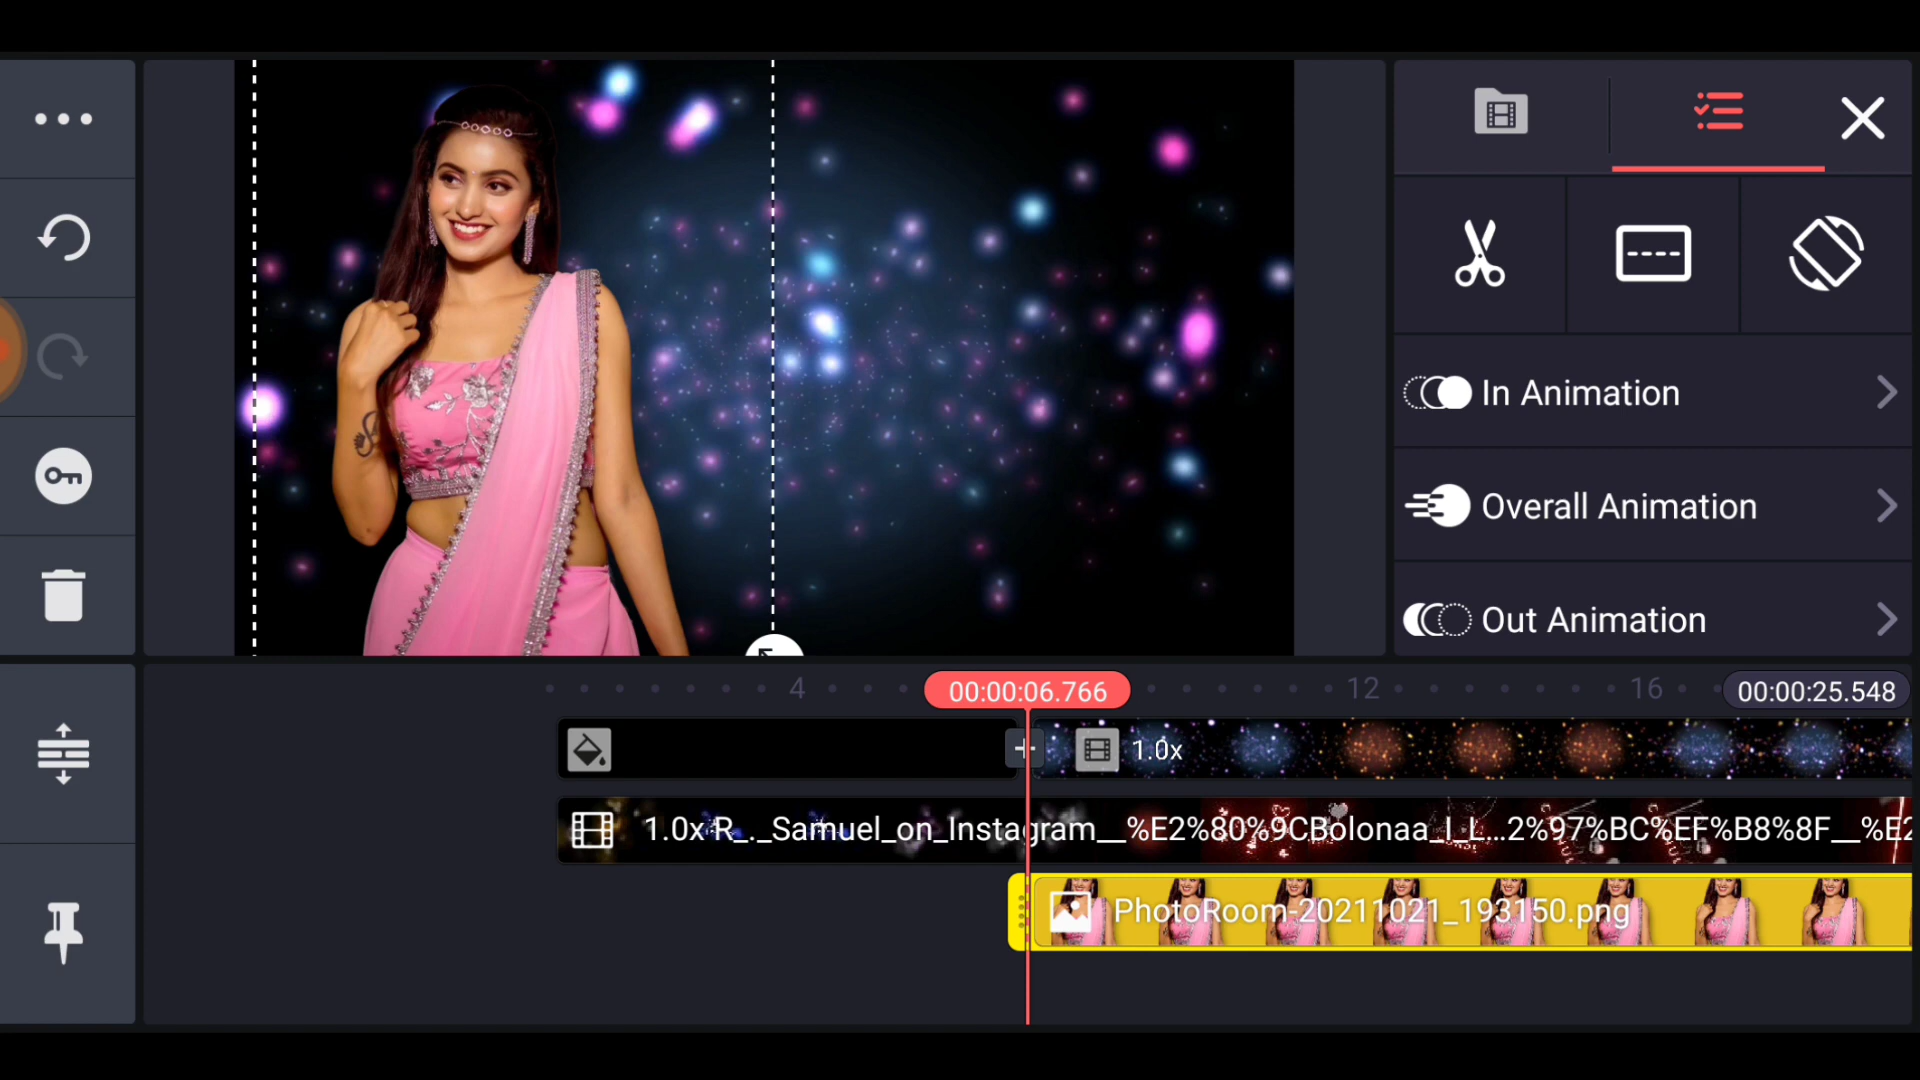 In Animation
Overall Animation
Out Animation
4
00:00:06.766
12
16
00:00:25.548
1.0x
1.0x R_._Samuel_on_Instagram__%E2%80%9CBolonaa_I_L...2%97%BC%EF%B8%8F__%E2
PhotoRoom-20211021_193150.png